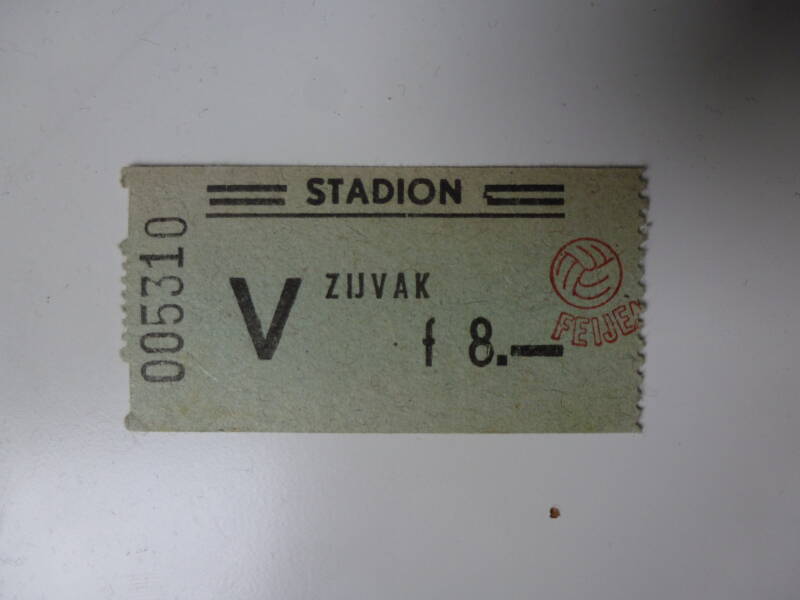 STADION
005310
V ZIJVAK
f 8.—
FEIJEN